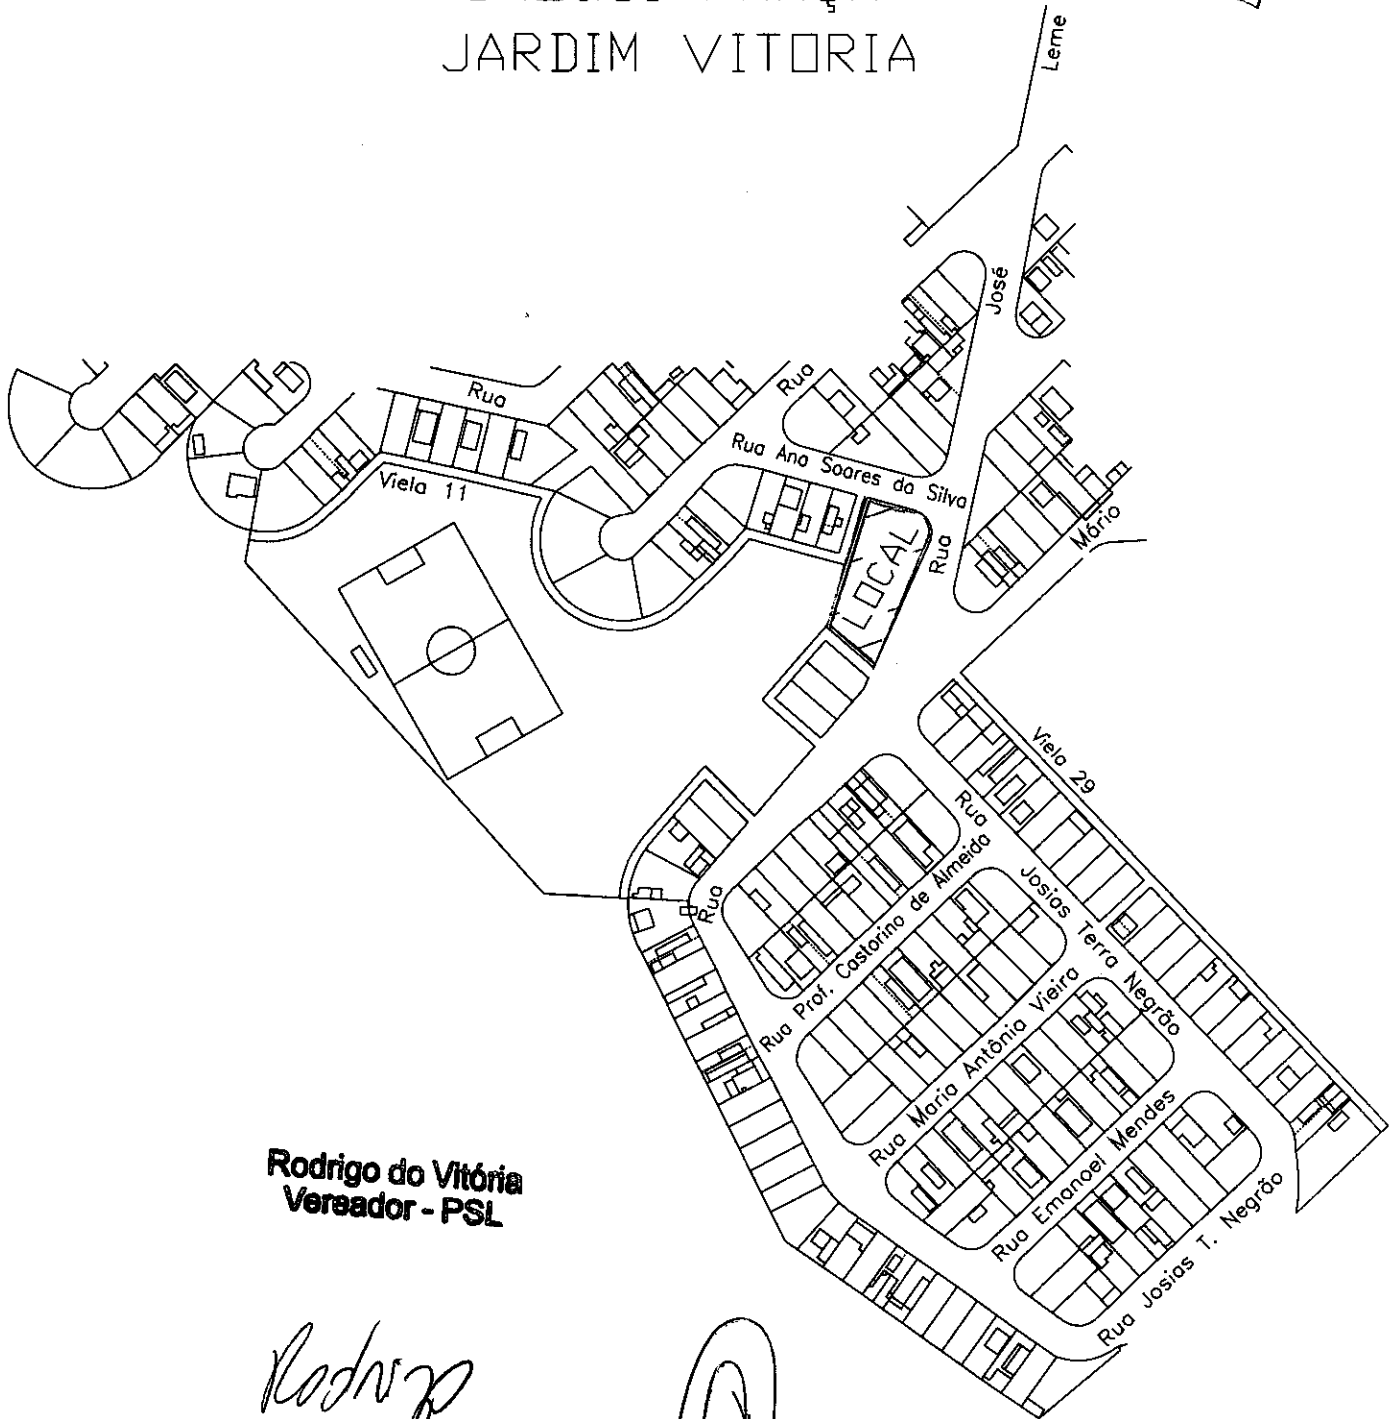 JARDIM VITORIA
Leme
José
Rua
Rua
Rua Ana Soares da Silva
Viela 11
LOCAL
Rua
Mário
Viela 29
Rua
Josias Terra Negrão
Rua
Rua Prof. Castorino de Almeida
Rua Maria Antônia Vieira
Rua Emanoel Mendes
Rua Josias T. Negrão
Rodrigo do Vitória
Vereador - PSL
Rodrigo